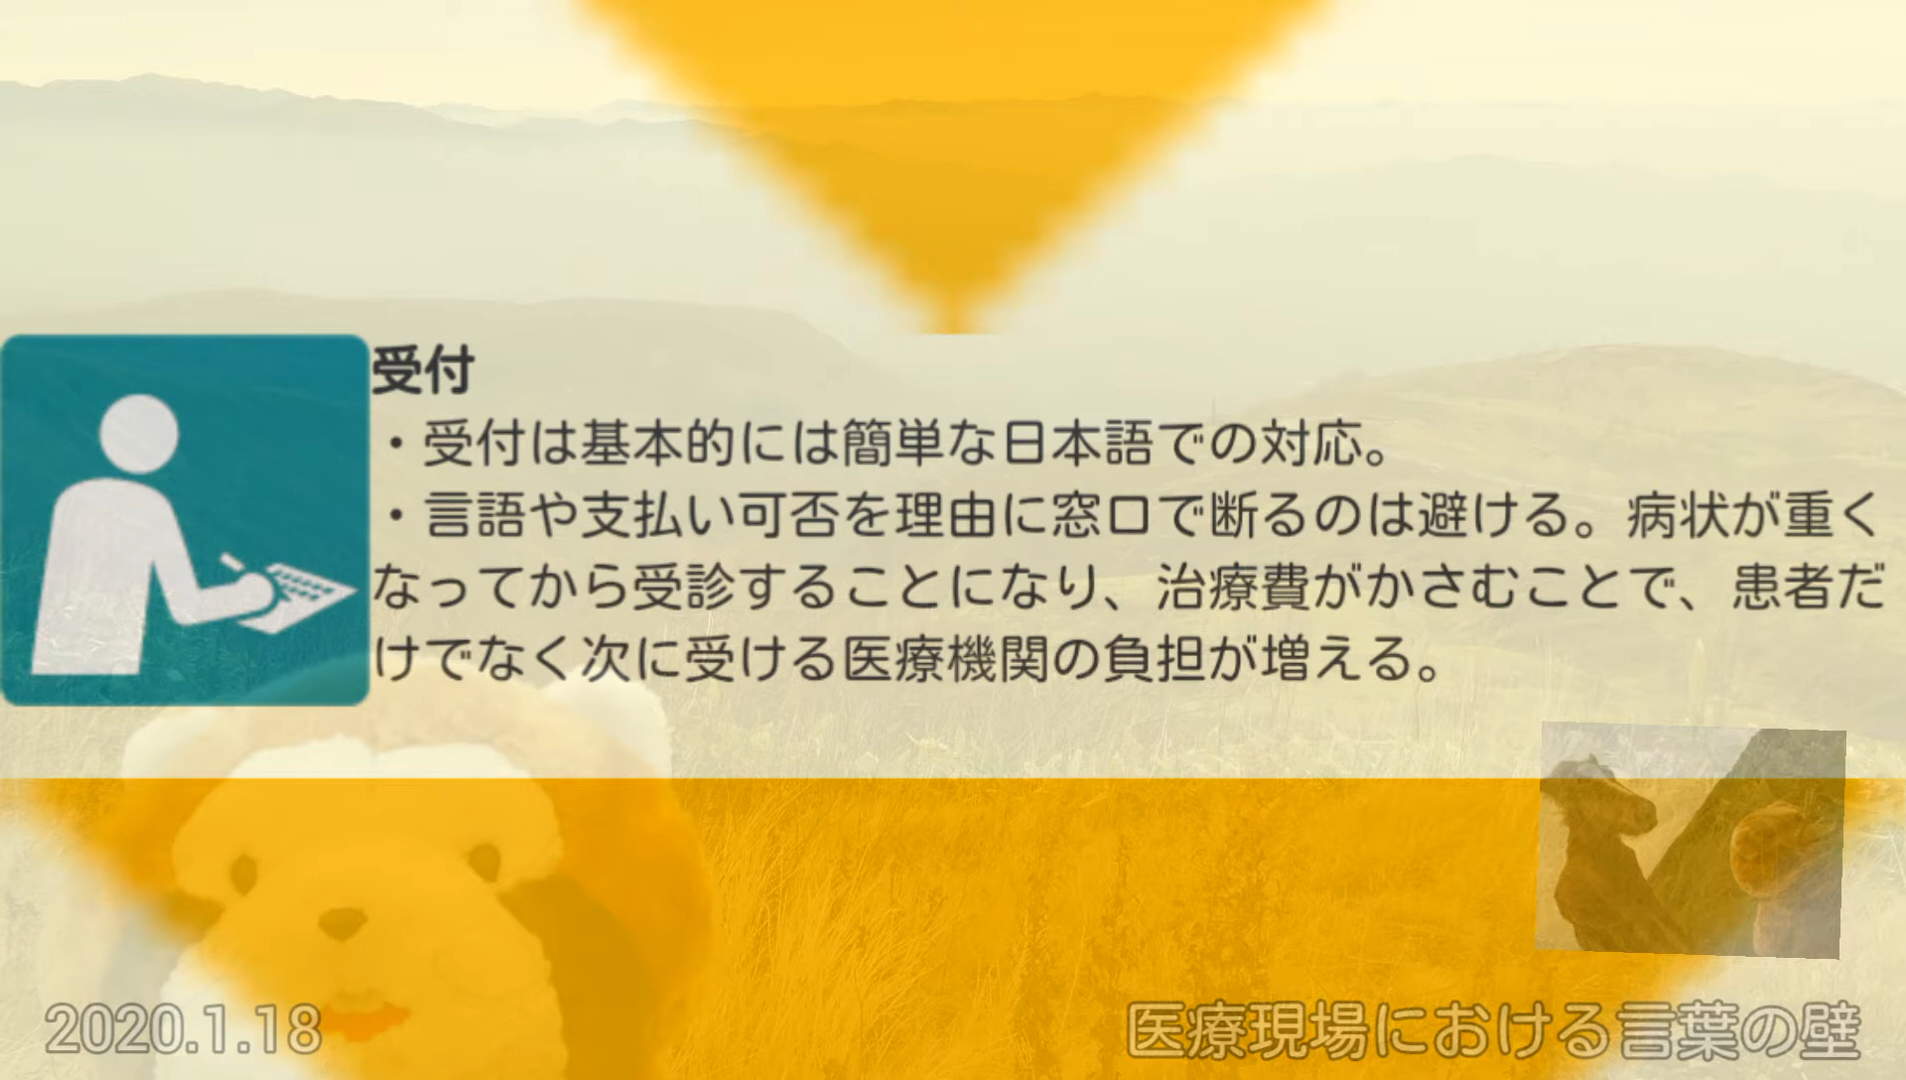 受付
・受付は基本的には簡単な日本語での対応。
・言語や支払い可否を理由に窓口で断るのは避ける。病状が重く
なってから受診することになり、治療費がかさむことで、患者だ
けでなく次に受ける医療機関の負担が増える。
2020.1.18
医療現場における言葉の壁